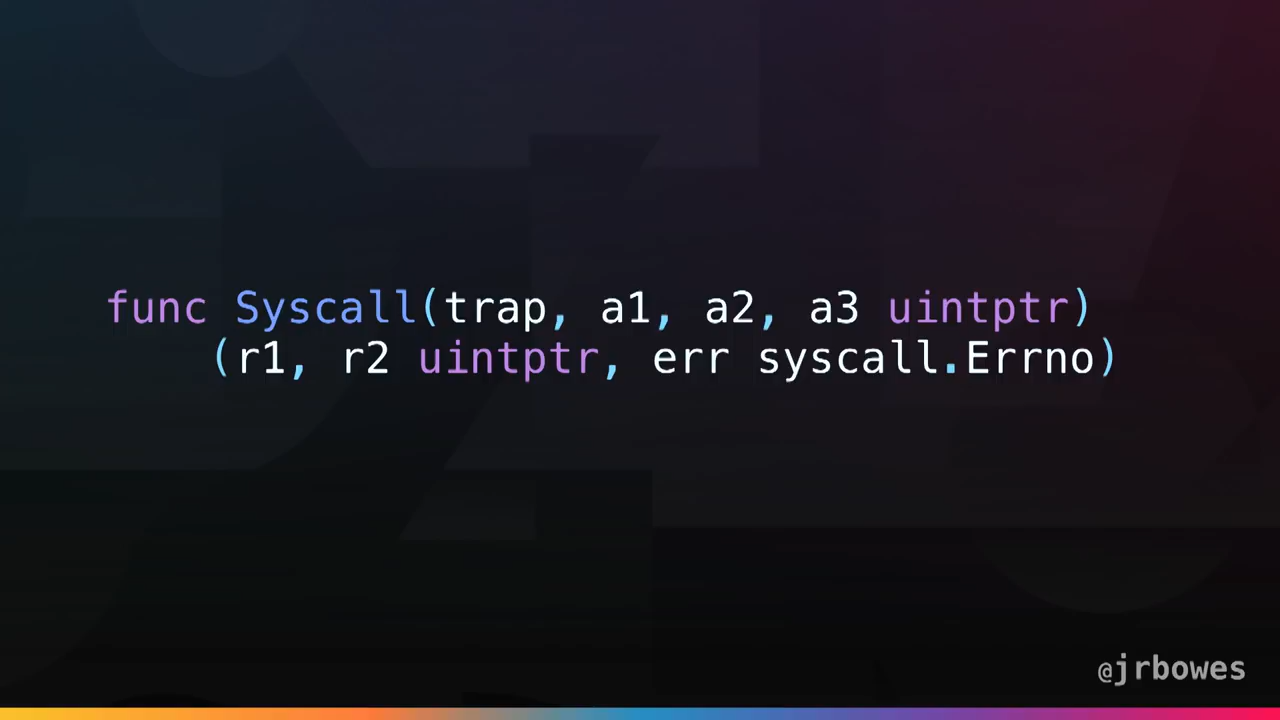 func Syscall(trap, a1, a2, a3 uintptr)
(r1, r2 uintptr, err syscall.Errno)
@jrbowes